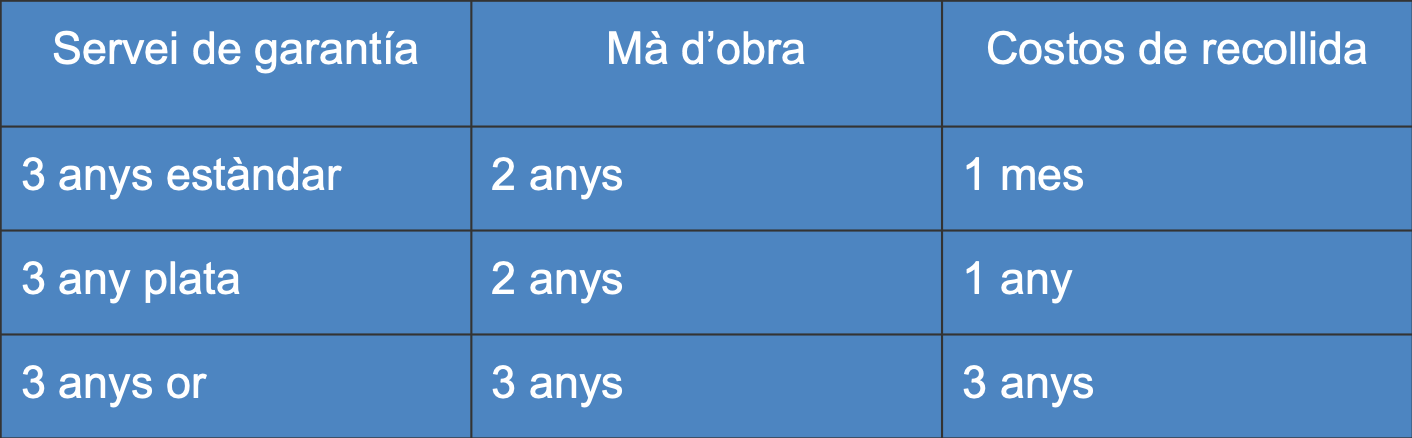 Servei de garantía Mà d’obra Costos de recollida
3 anys estàndar 2 anys 1 mes
3 any plata 2 anys 1 any
3 anys or 3 anys 3 anys